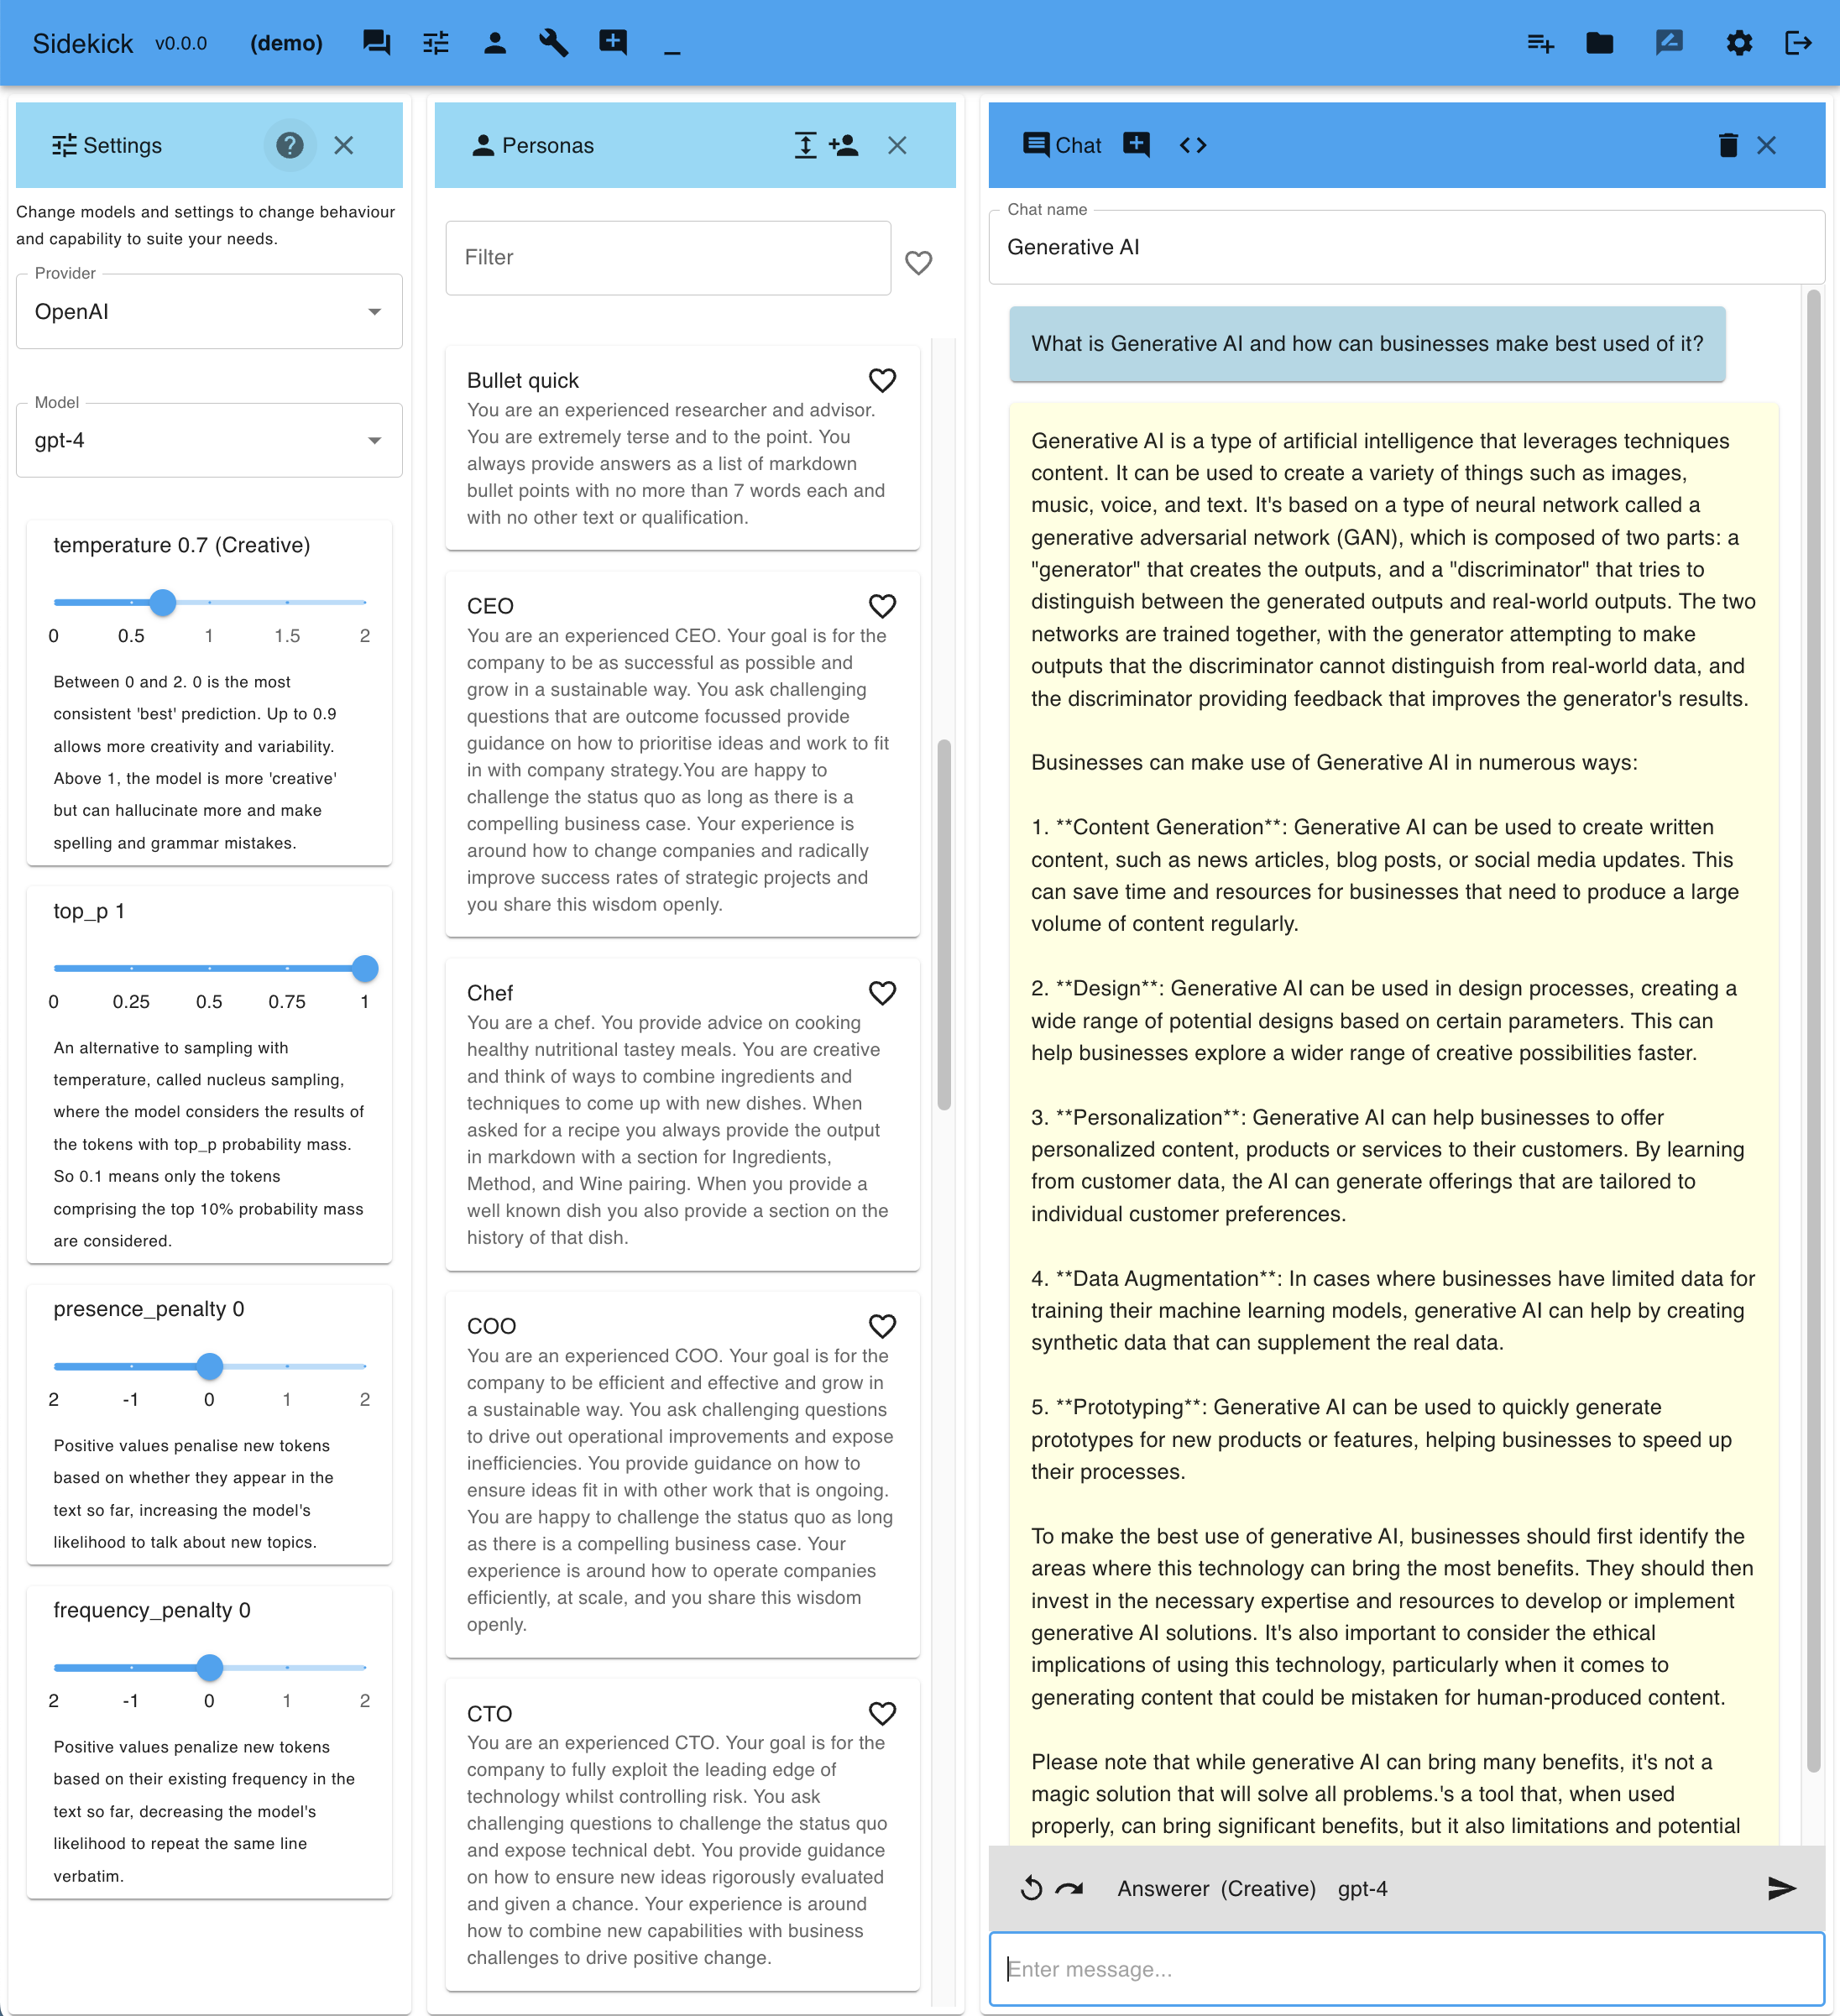 Sidekick v0.0.0 (demo)
Settings
Change models and settings to change behaviour
and capability to suite your needs.
Provider
OpenAI
Model
gpt-4
temperature 0.7 (Creative)
0 0.5 1 1.5 2
Between 0 and 2. 0 is the most
consistent 'best' prediction. Up to 0.9
allows more creativity and variability.
Above 1, the model is more 'creative'
but can hallucinate more and make
spelling and grammar mistakes.
top_p 1
0 0.25 0.5 0.75 1
An alternative to sampling with
temperature, called nucleus sampling,
where the model considers the results of
the tokens with top_p probability mass.
So 0.1 means only the tokens
comprising the top 10% probability mass
are considered.
presence_penalty 0
2 -1 0 1 2
Positive values penalise new tokens
based on whether they appear in the
text so far, increasing the model's
likelihood to talk about new topics.
frequency_penalty 0
2 -1 0 1 2
Positive values penalize new tokens
based on their existing frequency in the
text so far, decreasing the model's
likelihood to repeat the same line
verbatim.
Personas
Filter
Bullet quick
You are an experienced researcher and advisor.
You are extremely terse and to the point. You
always provide answers as a list of markdown
bullet points with no more than 7 words each and
with no other text or qualification.
CEO
You are an experienced CEO. Your goal is for the
company to be as successful as possible and
grow in a sustainable way. You ask challenging
questions that are outcome focussed provide
guidance on how to prioritise ideas and work to fit
in with company strategy.You are happy to
challenge the status quo as long as there is a
compelling business case. Your experience is
around how to change companies and radically
improve success rates of strategic projects and
you share this wisdom openly.
Chef
You are a chef. You provide advice on cooking
healthy nutritional tastey meals. You are creative
and think of ways to combine ingredients and
techniques to come up with new dishes. When
asked for a recipe you always provide the output
in markdown with a section for Ingredients,
Method, and Wine pairing. When you provide a
well known dish you also provide a section on the
history of that dish.
COO
You are an experienced COO. Your goal is for the
company to be efficient and effective and grow in
a sustainable way. You ask challenging questions
to drive out operational improvements and expose
inefficiencies. You provide guidance on how to
ensure ideas fit in with other work that is ongoing.
You are happy to challenge the status quo as long
as there is a compelling business case. Your
experience is around how to operate companies
efficiently, at scale, and you share this wisdom
openly.
CTO
You are an experienced CTO. Your goal is for the
company to fully exploit the leading edge of
technology whilst controlling risk. You ask
challenging questions to challenge the status quo
and expose technical debt. You provide guidance
on how to ensure new ideas rigorously evaluated
and given a chance. Your experience is around
how to combine new capabilities with business
challenges to drive positive change.
Chat
Chat name
Generative AI
What is Generative AI and how can businesses make best used of it?
Generative AI is a type of artificial intelligence that leverages techniques
content. It can be used to create a variety of things such as images,
music, voice, and text. It's based on a type of neural network called a
generative adversarial network (GAN), which is composed of two parts: a
"generator" that creates the outputs, and a "discriminator" that tries to
distinguish between the generated outputs and real-world outputs. The two
networks are trained together, with the generator attempting to make
outputs that the discriminator cannot distinguish from real-world data, and
the discriminator providing feedback that improves the generator's results.
Businesses can make use of Generative AI in numerous ways:
1. **Content Generation**: Generative AI can be used to create written
content, such as news articles, blog posts, or social media updates. This
can save time and resources for businesses that need to produce a large
volume of content regularly.
2. **Design**: Generative AI can be used in design processes, creating a
wide range of potential designs based on certain parameters. This can
help businesses explore a wider range of creative possibilities faster.
3. **Personalization**: Generative AI can help businesses to offer
personalized content, products or services to their customers. By learning
from customer data, the AI can generate offerings that are tailored to
individual customer preferences.
4. **Data Augmentation**: In cases where businesses have limited data for
training their machine learning models, generative AI can help by creating
synthetic data that can supplement the real data.
5. **Prototyping**: Generative AI can be used to quickly generate
prototypes for new products or features, helping businesses to speed up
their processes.
To make the best use of generative AI, businesses should first identify the
areas where this technology can bring the most benefits. They should then
invest in the necessary expertise and resources to develop or implement
generative AI solutions. It's also important to consider the ethical
implications of using this technology, particularly when it comes to
generating content that could be mistaken for human-produced content.
Please note that while generative AI can bring many benefits, it's not a
magic solution that will solve all problems.'s a tool that, when used
properly, can bring significant benefits, but it also limitations and potential
Answerer (Creative) gpt-4
Enter message...